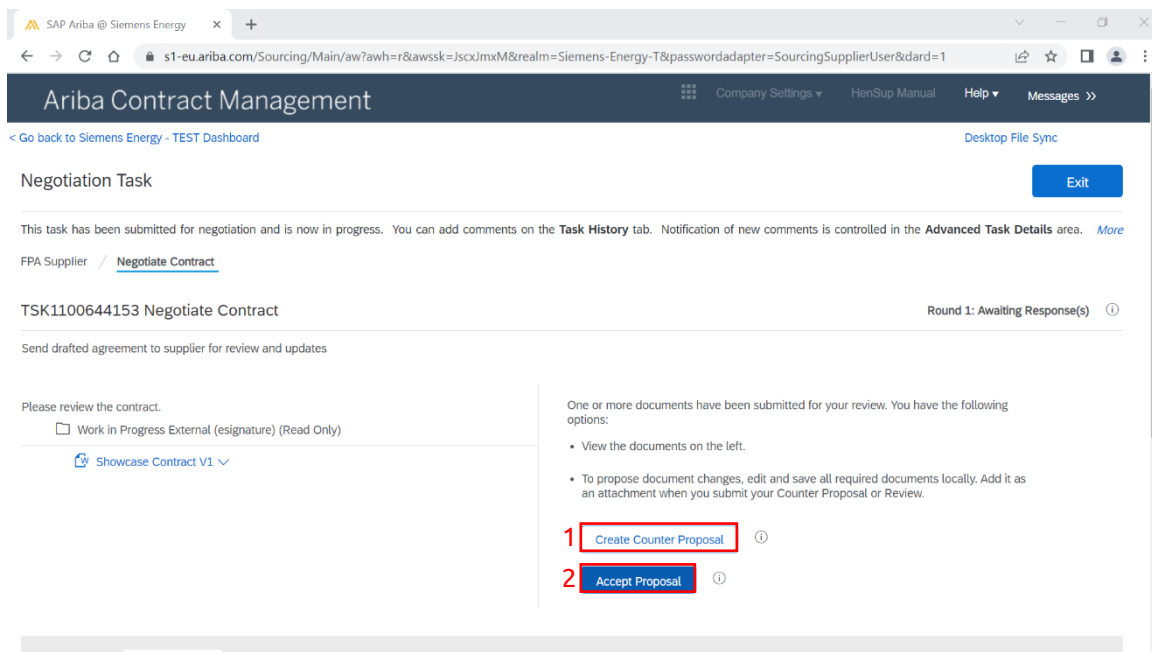 SAP Ariba @ Siemens Energy
s1-eu.ariba.com/Sourcing/Main/aw?awh=r&awssk=JscxJmxM&realm=Siemens-Energy-T&passwordadapter=SourcingSupplierUser&dard=1
Ariba Contract Management
Company Settings ▾ HenSup Manual Help ▾ Messages >>
< Go back to Siemens Energy - TEST Dashboard Desktop File Sync
Negotiation Task Exit
This task has been submitted for negotiation and is now in progress. You can add comments on the Task History tab. Notification of new comments is controlled in the Advanced Task Details area. More
FPA Supplier / Negotiate Contract
TSK1100644153 Negotiate Contract Round 1: Awaiting Response(s)
Send drafted agreement to supplier for review and updates
Please review the contract.
Work in Progress External (esignature) (Read Only)
Showcase Contract V1
One or more documents have been submitted for your review. You have the following
options:
• View the documents on the left.
• To propose document changes, edit and save all required documents locally. Add it as
an attachment when you submit your Counter Proposal or Review.
1 Create Counter Proposal
2 Accept Proposal